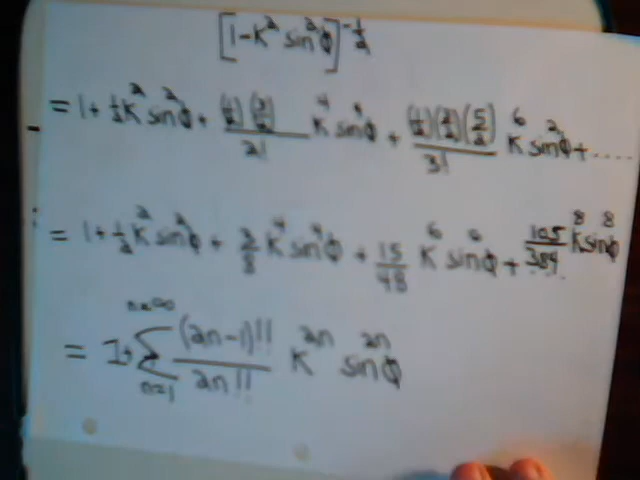 [1-K² sin²φ]^-½
= 1 + ½K² sin²φ + (½)(3/2)/2! K⁴ sin⁴φ + (½)(3/2)(5/2)/3! K⁶ sin²φ + ....
= 1 + ½K² sin²φ + 3/8 K⁴ sin⁴φ + 15/48 K⁶ sin⁶φ + 105/384 K⁸ sin⁸φ
= 1 + Σ_{n=1}^{n=∞} (2n-1)!!/2n!! K^2n sin^2n φ